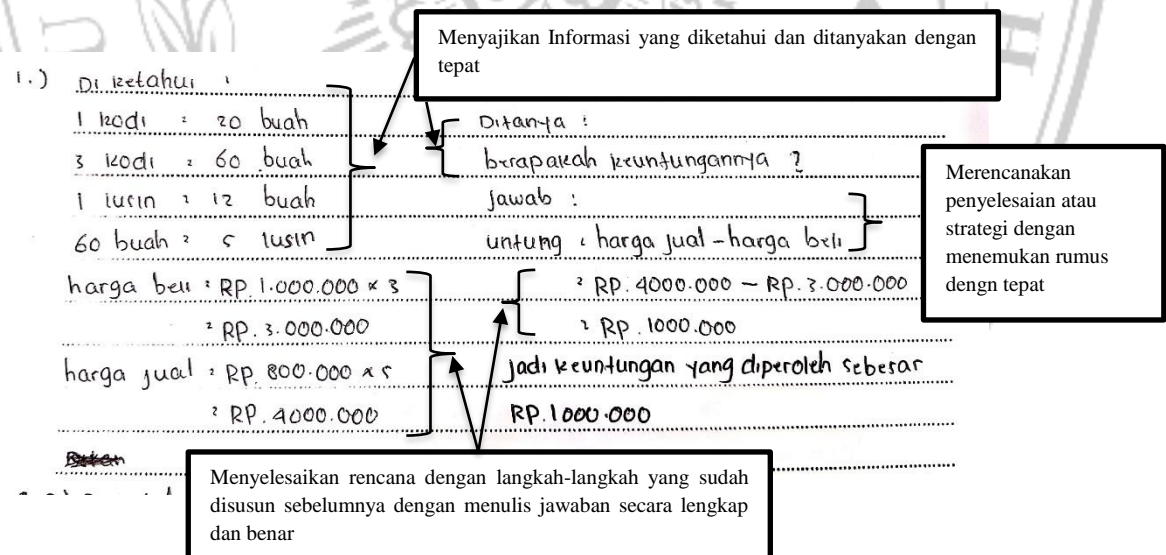 Menyajikan Informasi yang diketahui dan ditanyakan dengan
tepat
1.) Diketahui :
1 kodi = 20 buah
3 kodi = 60 buah
1 lusin = 12 buah
60 buah = 5 lusin
harga beli = RP. 1.000.000 x 3
= RP. 3.000.000
harga jual = RP. 800.000 x 5
= RP. 4000.000
Ditanya :
berapakah keuntungannya ?
Jawab :
untung = harga jual - harga beli
= RP. 4000.000 - RP. 3.000.000
= RP. 1000.000
jadi keuntungan yang diperoleh sebesar
RP. 1000.000
Merencanakan
penyelesaian atau
strategi dengan
menemukan rumus
dengn tepat
Menyelesaikan rencana dengan langkah-langkah yang sudah
disusun sebelumnya dengan menulis jawaban secara lengkap
dan benar